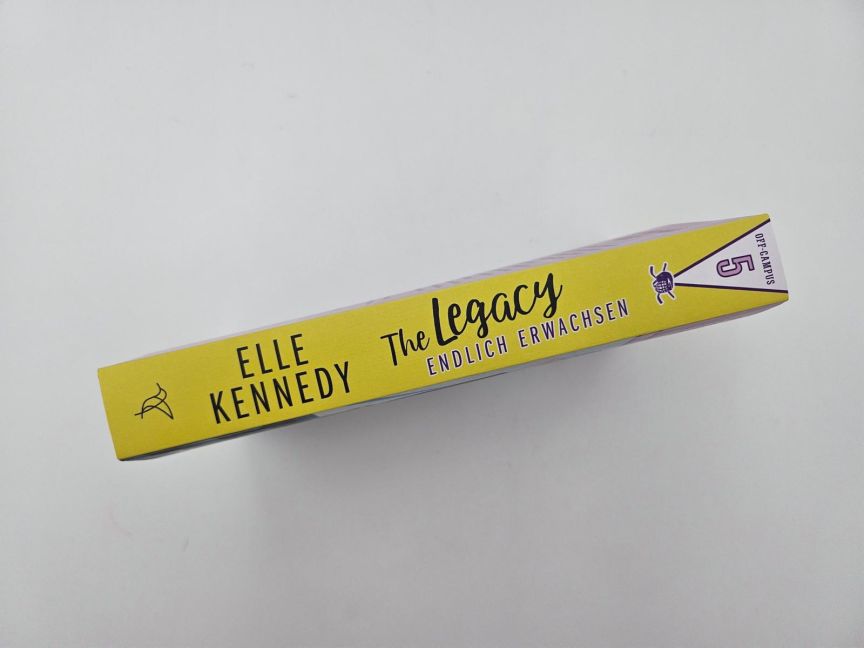 ELLE
KENNEDY
The Legacy
ENDLICH ERWACHSEN
OFF-CAMPUS
5